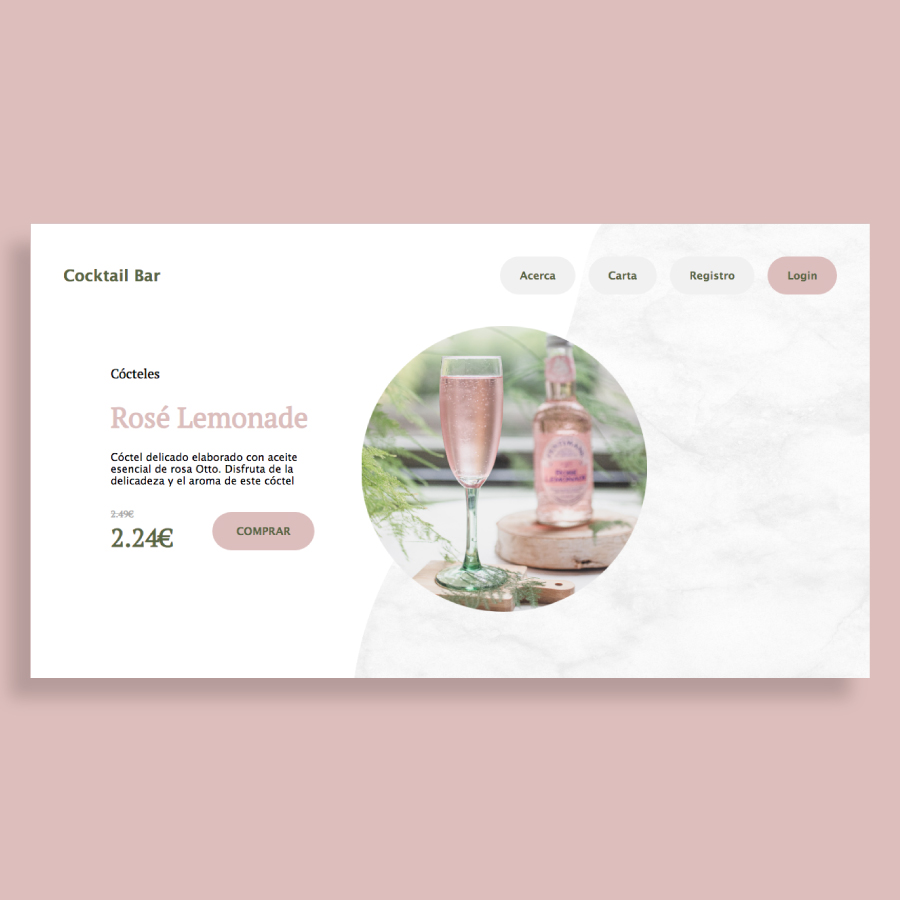 Cocktail Bar
Acerca
Carta
Registro
Login
Cócteles
Rosé Lemonade
Cóctel delicado elaborado con aceite
esencial de rosa Otto. Disfruta de la
delicadeza y el aroma de este cóctel
2.49€
2.24€
COMPRAR
FENTIMANS
ROSE
LEMONADE